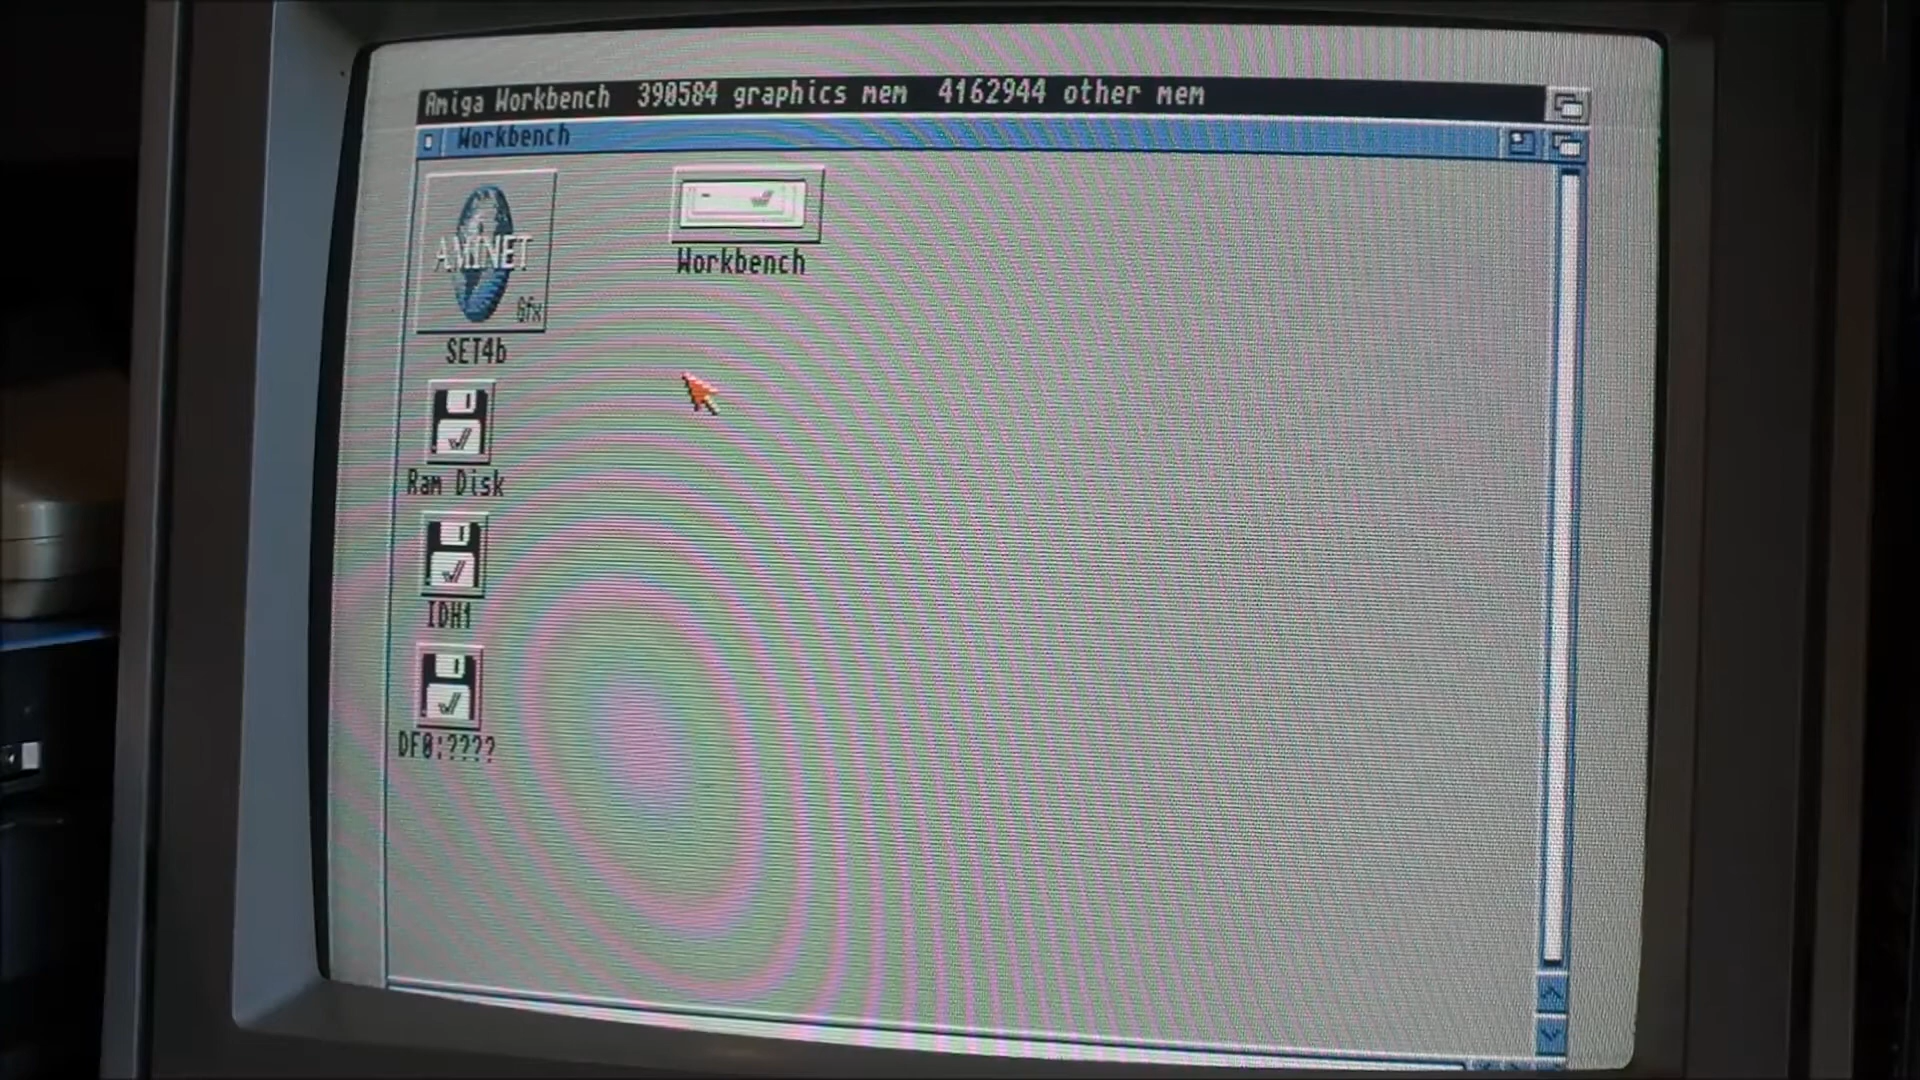 Amiga Workbench 390584 graphics mem 4162944 other mem
Workbench
AMINET
Gfx
SET4b
Workbench
Ram Disk
IDH1
DF0:????